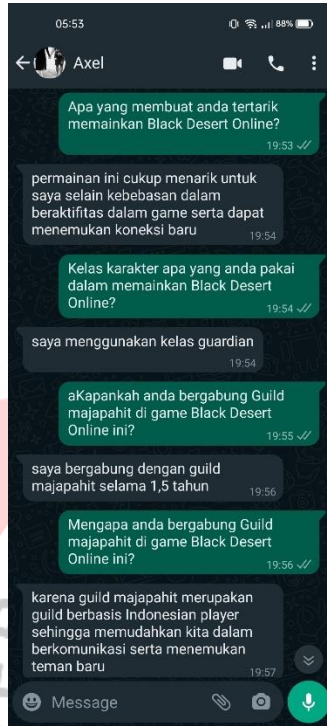 05:53
88%
Axel
Apa yang membuat anda tertarik
memainkan Black Desert Online?
19:53
permainan ini cukup menarik untuk
saya selain kebebasan dalam
beraktifitas dalam game serta dapat
menemukan koneksi baru
19:54
Kelas karakter apa yang anda pakai
dalam memainkan Black Desert
Online?
19:54
saya menggunakan kelas guardian
19:54
aKapankah anda bergabung Guild
majapahit di game Black Desert
Online ini?
19:55
saya bergabung dengan guild
majapahit selama 1,5 tahun
19:56
Mengapa anda bergabung Guild
majapahit di game Black Desert
Online ini?
19:56
karena guild majapahit merupakan
guild berbasis Indonesian player
sehingga memudahkan kita dalam
berkomunikasi serta menemukan
teman baru
19:57
Message